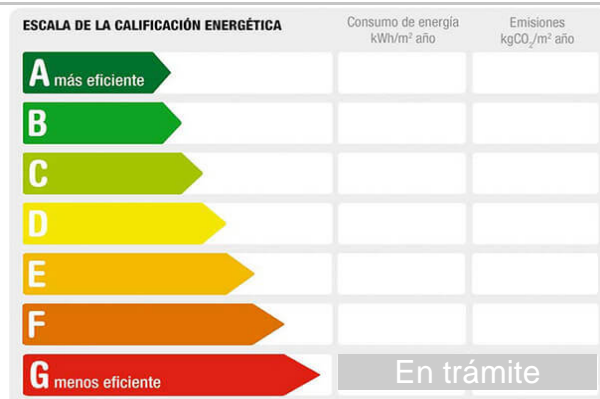 ESCALA DE LA CALIFICACIÓN ENERGÉTICA
Consumo de energía
kWh/m² año
Emisiones
kgCO₂/m² año
A más eficiente
B
C
D
E
F
G menos eficiente
En trámite